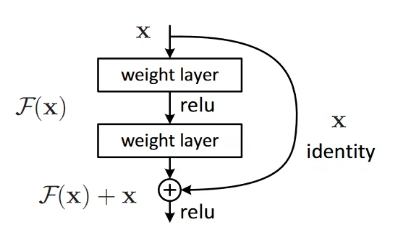 x
weight layer
relu
F(x)
weight layer
x
identity
F(x) + x
+
relu